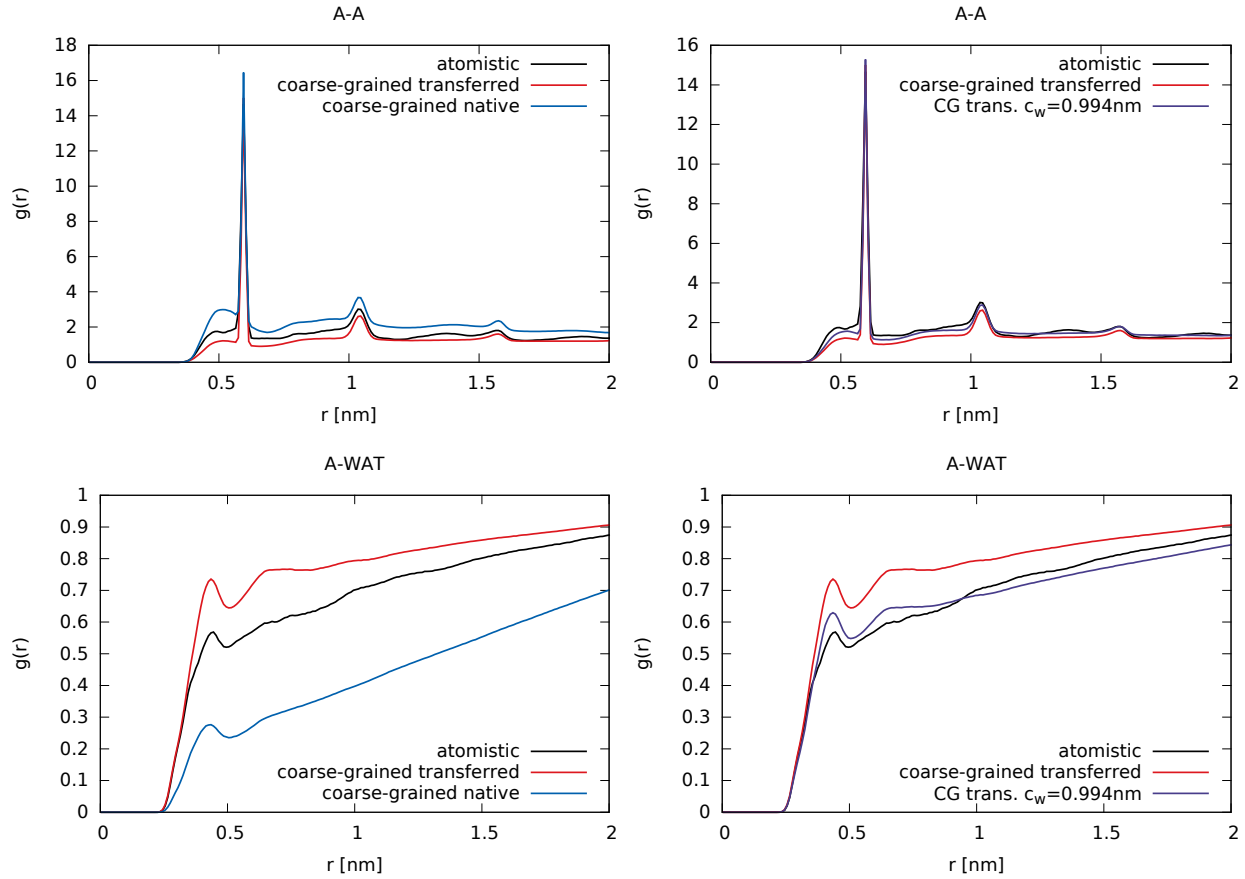 A-A
18
16
14
12
10
8
6
4
2
0
g(r)
atomistic
coarse-grained transferred
coarse-grained native
0
0.5
1
1.5
2
r [nm]
A-A
16
14
12
10
8
6
4
2
0
g(r)
atomistic
coarse-grained transferred
CG trans. c_w=0.994nm
0
0.5
1
1.5
2
r [nm]
A-WAT
1
0.9
0.8
0.7
0.6
0.5
0.4
0.3
0.2
0.1
0
g(r)
atomistic
coarse-grained transferred
coarse-grained native
0
0.5
1
1.5
2
r [nm]
A-WAT
1
0.9
0.8
0.7
0.6
0.5
0.4
0.3
0.2
0.1
0
g(r)
atomistic
coarse-grained transferred
CG trans. c_w=0.994nm
0
0.5
1
1.5
2
r [nm]